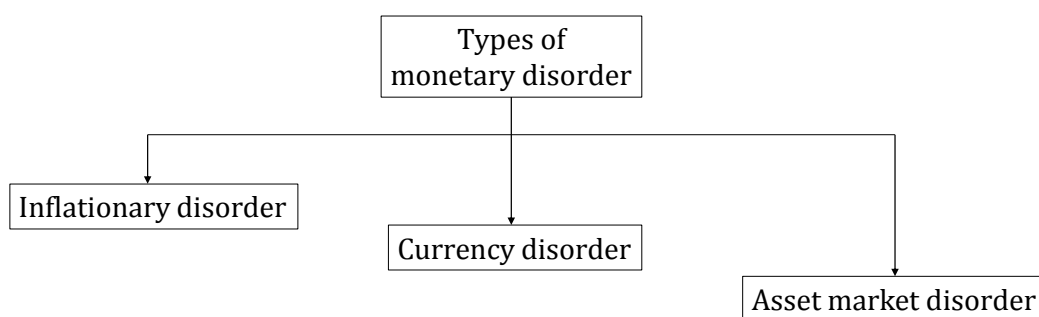 Types of
monetary disorder
Inflationary disorder
Currency disorder
Asset market disorder